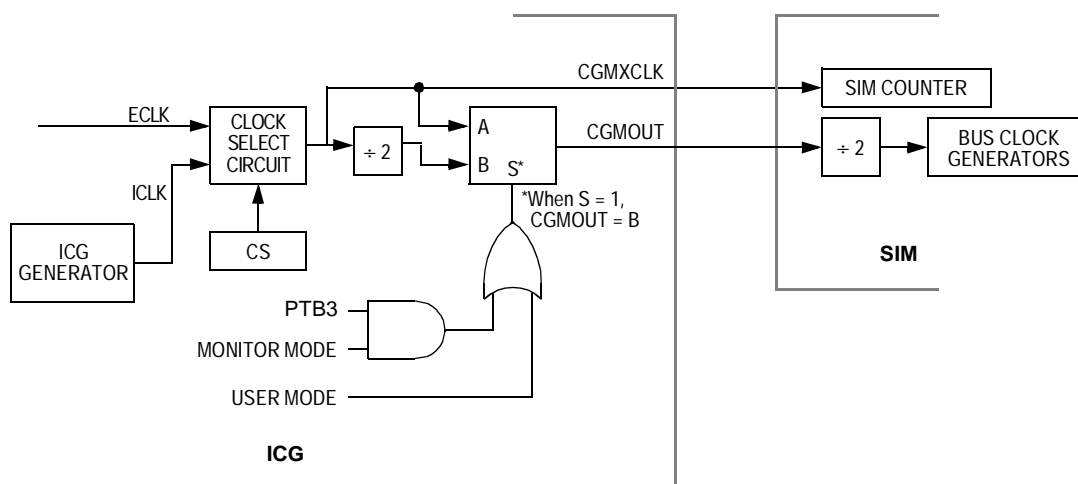 CGMXCLK
SIM COUNTER
ECLK
CLOCK
SELECT
CIRCUIT
A
CGMOUT
÷ 2
B
÷ 2
BUS CLOCK
GENERATORS
S*
ICLK
*When S = 1,
CGMOUT = B
ICG
GENERATOR
CS
SIM
PTB3
MONITOR MODE
USER MODE
ICG